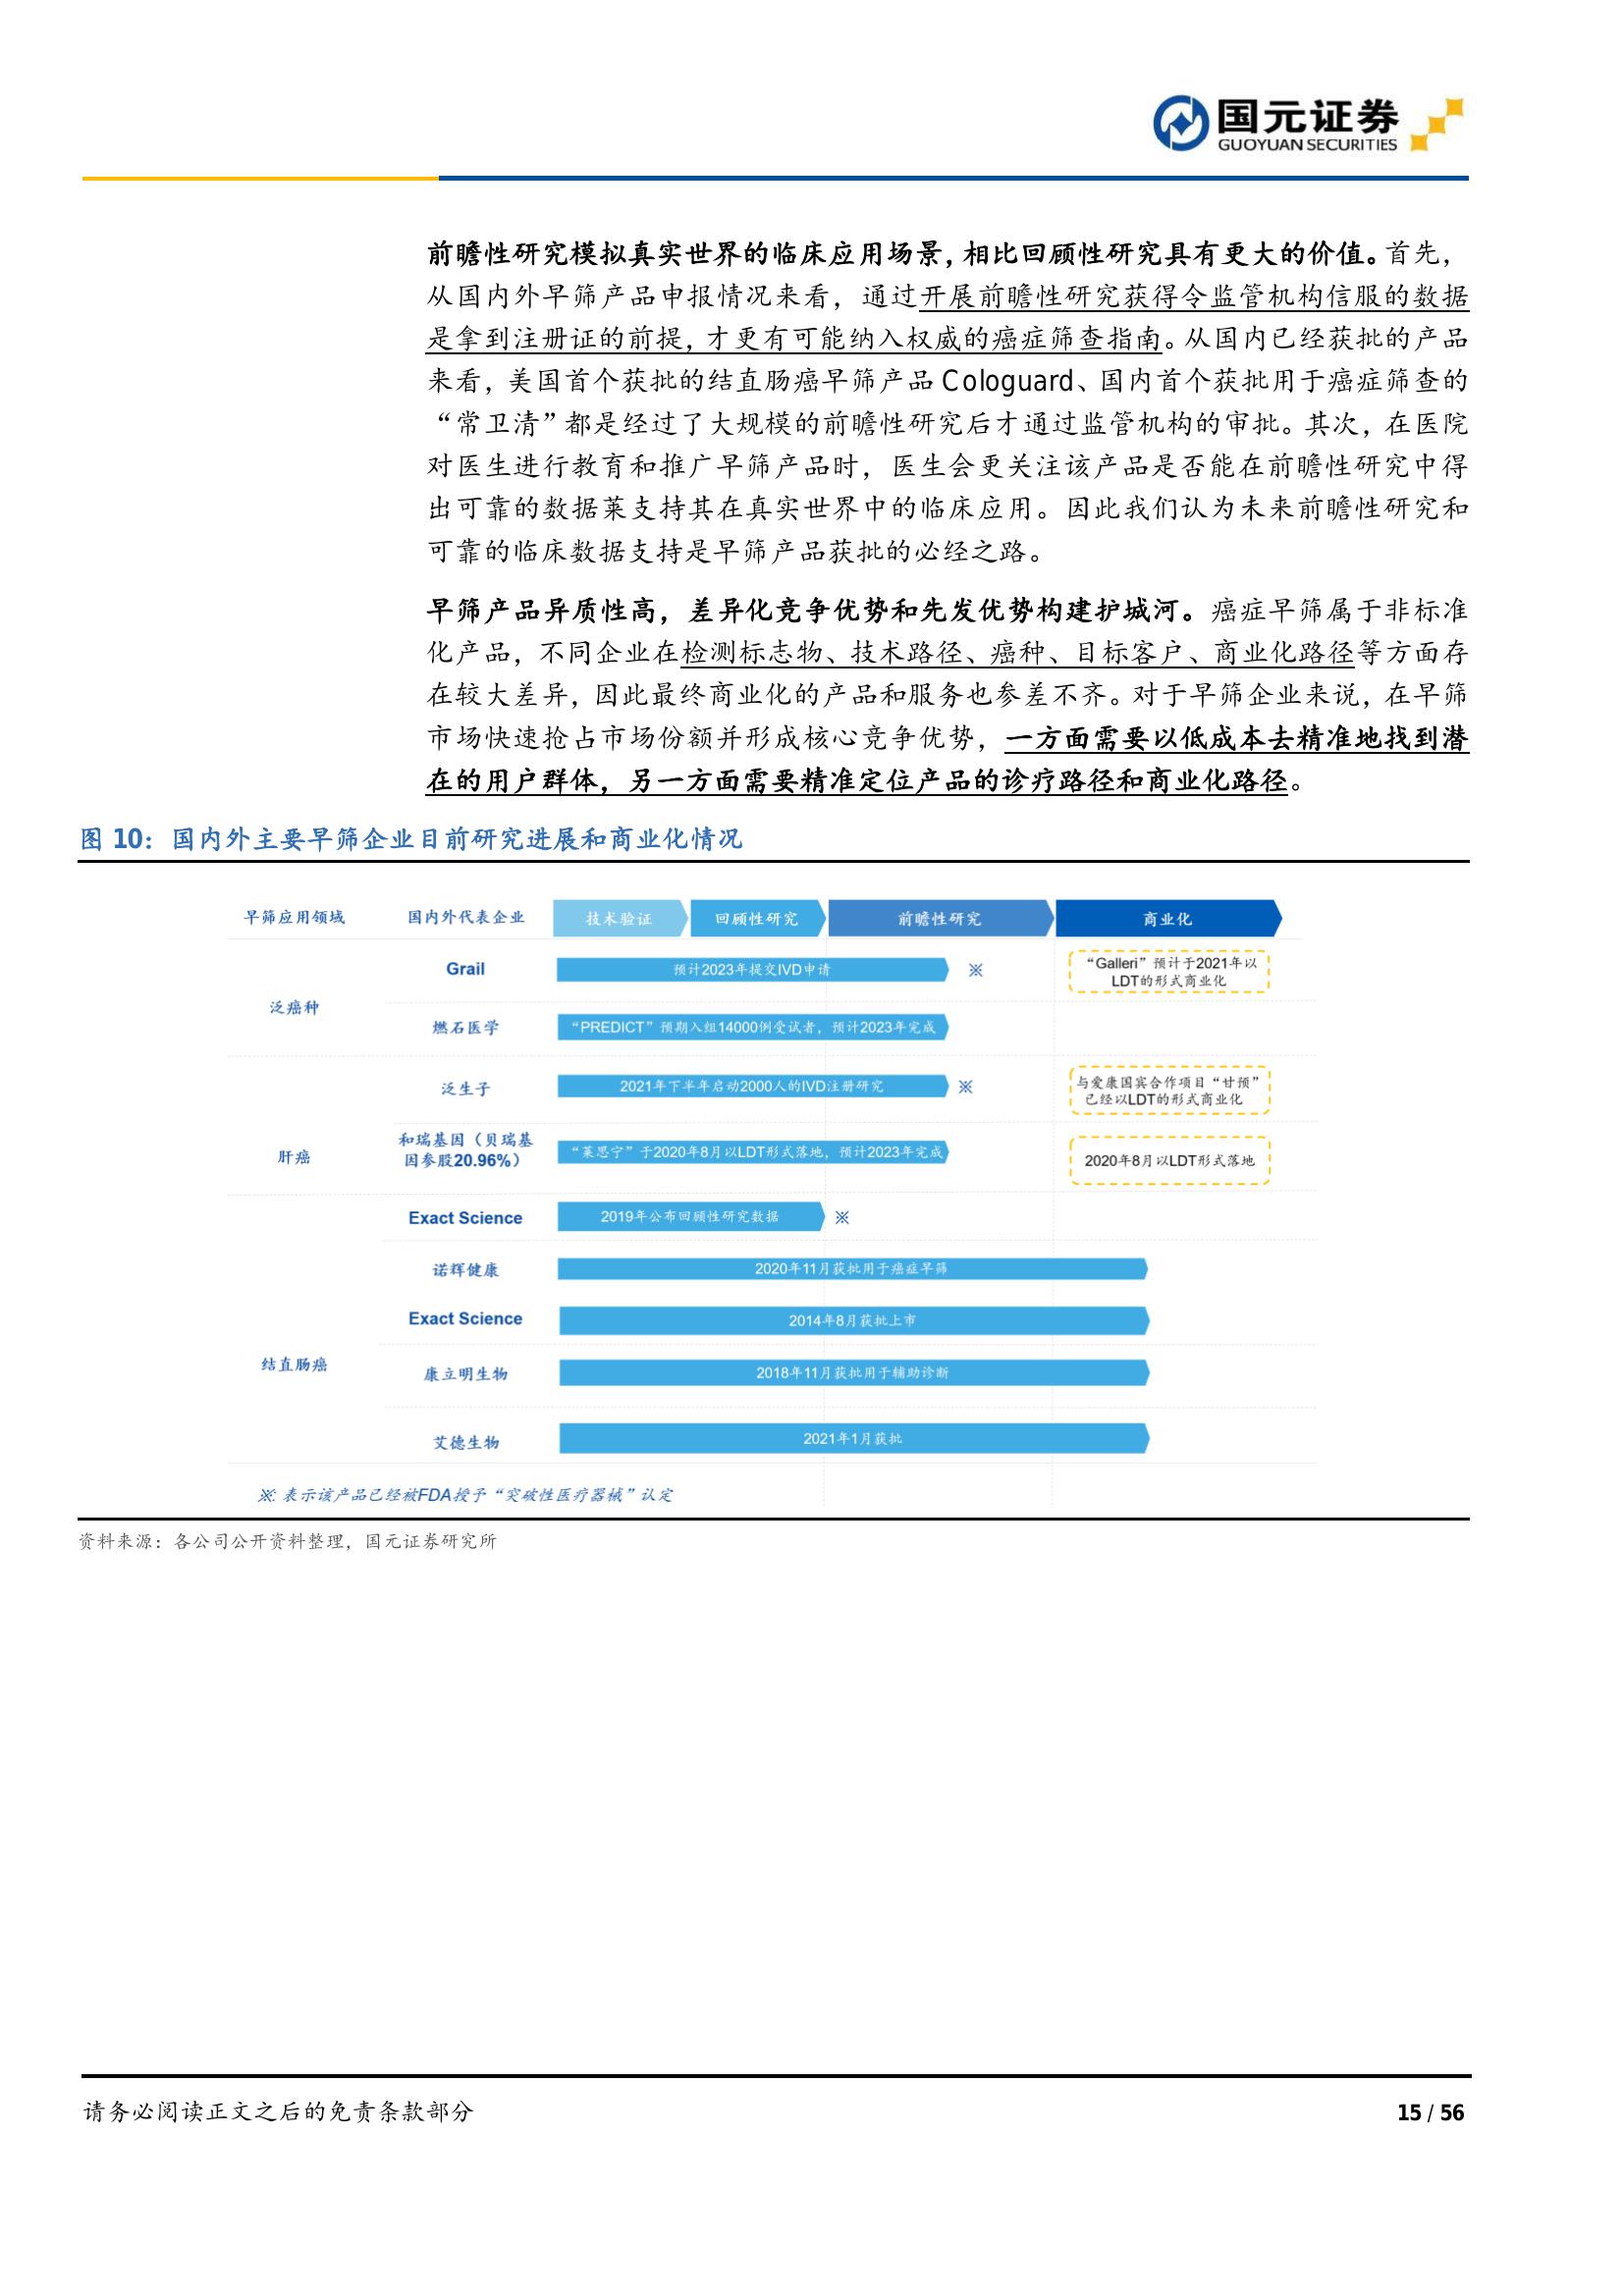 国元证券
GUOYUAN SECURITIES
前瞻性研究模拟真实世界的临床应用场景，相比回顾性研究具有更大的价值。首先，
从国内外早筛产品申报情况来看，通过开展前瞻性研究获得令监管机构信服的数据
是拿到注册证的前提，才更有可能纳入权威的癌症筛查指南。从国内已经获批的产品
来看，美国首个获批的结直肠癌早筛产品 Cologuard、国内首个获批用于癌症筛查的
“常卫清”都是经过了大规模的前瞻性研究后才通过监管机构的审批。其次，在医院
对医生进行教育和推广早筛产品时，医生会更关注该产品是否能在前瞻性研究中得
出可靠的数据莱支持其在真实世界中的临床应用。因此我们认为未来前瞻性研究和
可靠的临床数据支持是早筛产品获批的必经之路。
早筛产品异质性高，差异化竞争优势和先发优势构建护城河。癌症早筛属于非标准
化产品，不同企业在检测标志物、技术路径、癌种、目标客户、商业化路径等方面存
在较大差异，因此最终商业化的产品和服务也参差不齐。对于早筛企业来说，在早筛
市场快速抢占市场份额并形成核心竞争优势，一方面需要以低成本去精准地找到潜
在的用户群体，另一方面需要精准定位产品的诊疗路径和商业化路径。
图 10：国内外主要早筛企业目前研究进展和商业化情况
早筛应用领域 国内外代表企业 技术验证 回顾性研究 前瞻性研究 商业化
泛癌种
Grail 预计2023年提交IVD申请 ※
“Galleri”预计于2021年以
LDT的形式商业化
燃石医学 “PREDICT”预期入组14000例受试者，预计2023年完成
肝癌
泛生子 2021年下半年启动2000人的IVD注册研究 ※
与爱康国宾合作项目“甘预”
已经以LDT的形式商业化
和瑞基因（贝瑞基
因参股20.96%）
“莱思宁”于2020年8月以LDT形式落地，预计2023年完成
2020年8月以LDT形式落地
Exact Science 2019年公布回顾性研究数据 ※
诺辉健康 2020年11月获批用于癌症早筛
Exact Science 2014年8月获批上市
结直肠癌
康立明生物 2018年11月获批用于辅助诊断
艾德生物 2021年1月获批
※: 表示该产品已经被FDA授予“突破性医疗器械”认定
资料来源：各公司公开资料整理，国元证券研究所
请务必阅读正文之后的免责条款部分 15 / 56